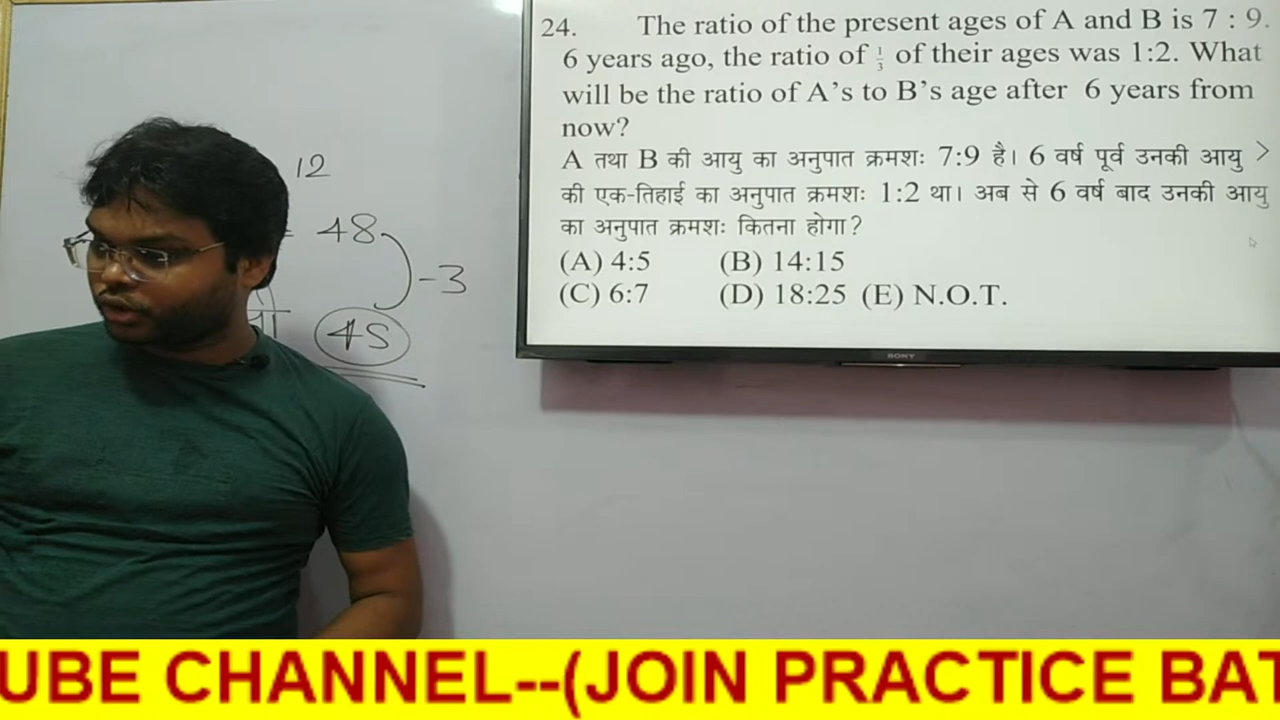 24. The ratio of the present ages of A and B is 7 : 9.
6 years ago, the ratio of 1/3 of their ages was 1:2. What
will be the ratio of A's to B's age after 6 years from
now?
A तथा B की आयु का अनुपात क्रमशः 7:9 है। 6 वर्ष पूर्व उनकी आयु
की एक-तिहाई का अनुपात क्रमशः 1:2 था। अब से 6 वर्ष बाद उनकी आयु
का अनुपात क्रमशः कितना होगा?
(A) 4:5 (B) 14:15
(C) 6:7 (D) 18:25 (E) N.O.T.
SONY
12
= 48
-3
45
UBE CHANNEL--(JOIN PRACTICE BAT